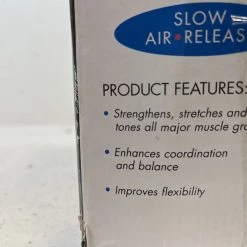 SLOW
AIR•RELEAS
PRODUCT FEATURES:
• Strengthens, stretches and
tones all major muscle gro
• Enhances coordination
and balance
• Improves flexibility